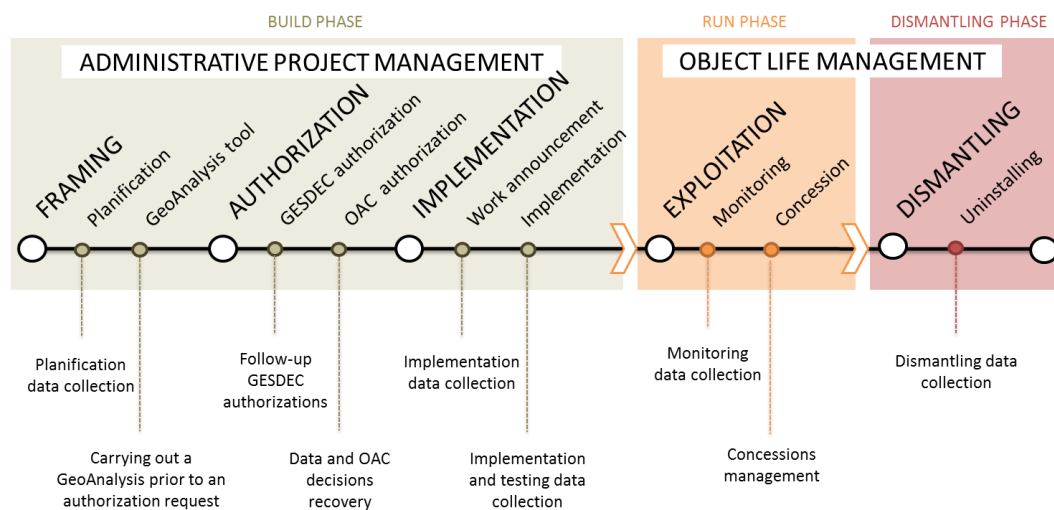 BUILD PHASE
RUN PHASE
DISMANTLING PHASE
ADMINISTRATIVE PROJECT MANAGEMENT
OBJECT LIFE MANAGEMENT
FRAMING
Planification
GeoAnalysis tool
AUTHORIZATION
GESDEC authorization
OAC authorization
IMPLEMENTATION
Work announcement
Implementation
EXPLOITATION
Monitoring
Concession
DISMANTLING
Uninstalling
Planification
data collection
Follow-up
GESDEC
authorizations
Implementation
data collection
Monitoring
data collection
Dismantling data
collection
Carrying out a
GeoAnalysis prior to an
authorization request
Data and OAC
decisions
recovery
Implementation
and testing data
collection
Concessions
management